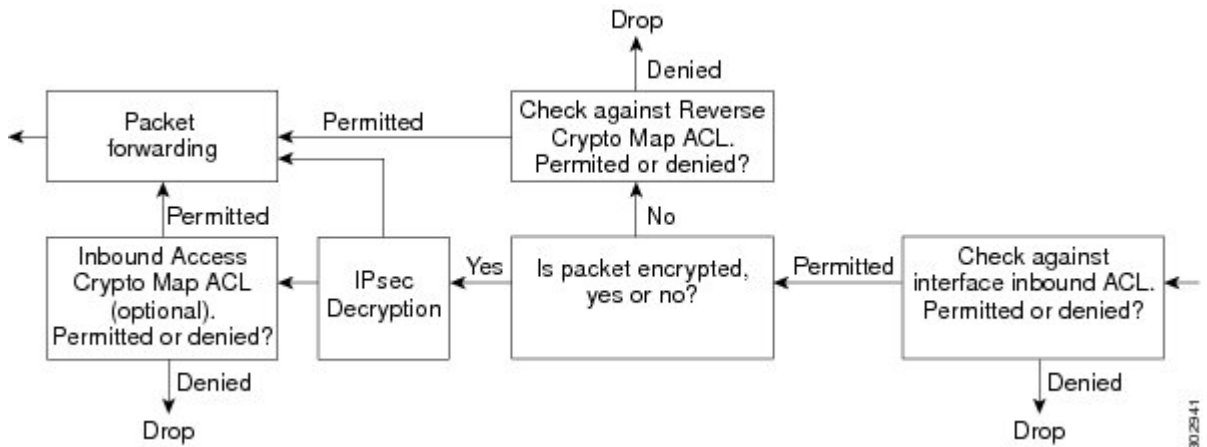 Drop
Denied
Packet
forwarding
Permitted
Check against Reverse
Crypto Map ACL.
Permited or denied?
Permitted
No
Inbound Access
Crypto Map ACL
(optional).
Permitted or denied?
IPsec
Decryption
Yes
Is packet encrypted,
yes or no?
Permitted
Check against
interface inbound ACL.
Permitted or denied?
Denied
Drop
Denied
Drop
302941